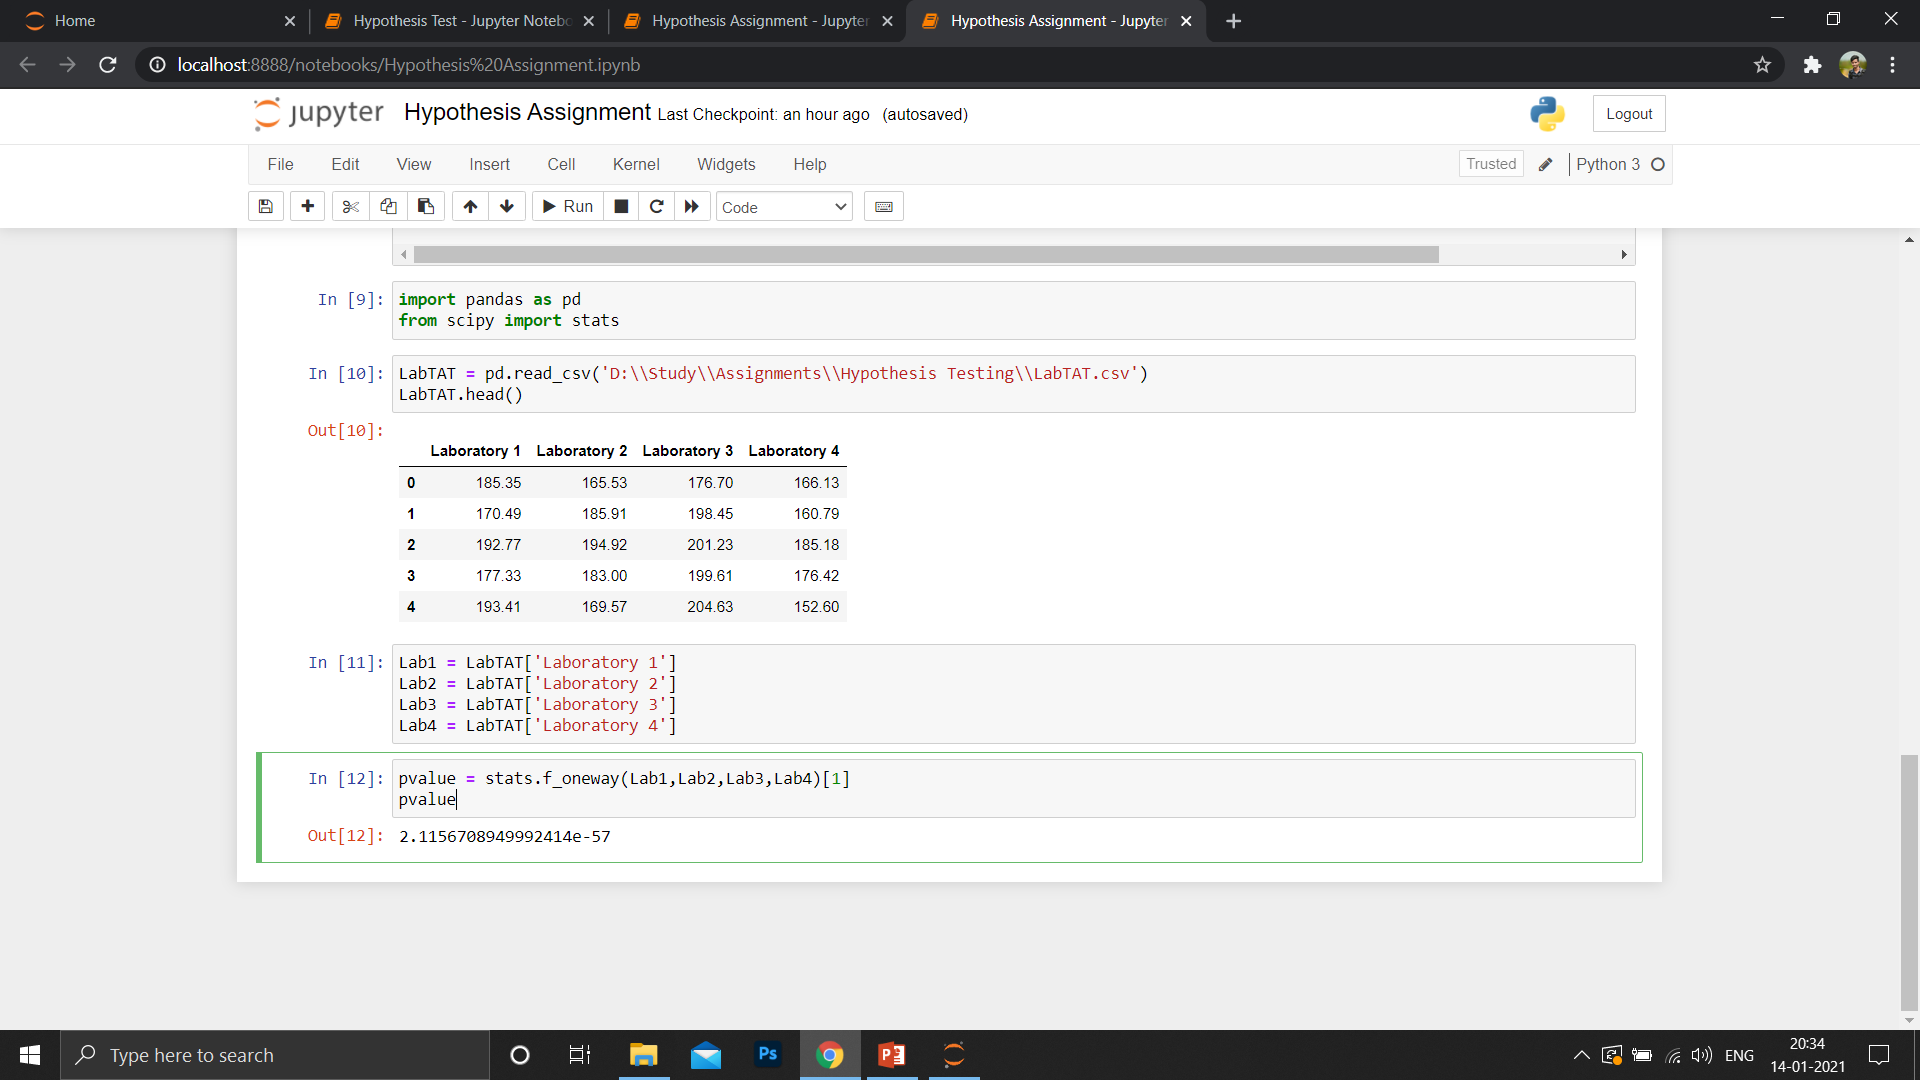 Home
Hypothesis Test - Jupyter Notebo
Hypothesis Assignment - Jupyter
Hypothesis Assignment - Jupyter
localhost:8888/notebooks/Hypothesis%20Assignment.ipynb
jupyter Hypothesis Assignment Last Checkpoint: an hour ago (autosaved)
Logout
File Edit View Insert Cell Kernel Widgets Help
Trusted
Python 3
Run
Code
In [9]: import pandas as pd
from scipy import stats
In [10]: LabTAT = pd.read_csv('D:\\Study\\Assignments\\Hypothesis Testing\\LabTAT.csv')
LabTAT.head()
Out[10]:
Laboratory 1 Laboratory 2 Laboratory 3 Laboratory 4
0 185.35 165.53 176.70 166.13
1 170.49 185.91 198.45 160.79
2 192.77 194.92 201.23 185.18
3 177.33 183.00 199.61 176.42
4 193.41 169.57 204.63 152.60
In [11]: Lab1 = LabTAT['Laboratory 1']
Lab2 = LabTAT['Laboratory 2']
Lab3 = LabTAT['Laboratory 3']
Lab4 = LabTAT['Laboratory 4']
In [12]: pvalue = stats.f_oneway(Lab1,Lab2,Lab3,Lab4)[1]
pvalue
Out[12]: 2.1156708949992414e-57
Type here to search
Ps
ENG
20:34
14-01-2021